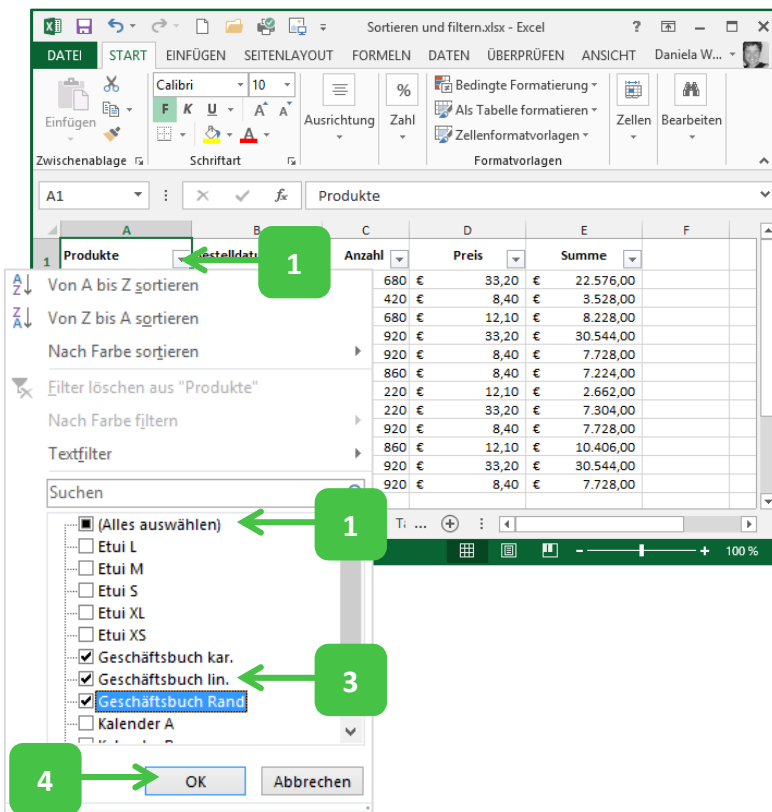 Sortieren und filtern.xlsx - Excel
?
DATEI START EINFÜGEN SEITENLAYOUT FORMELN DATEN ÜBERPRÜFEN ANSICHT Daniela W...
Einfügen
Zwischenablage
Calibri 10
F K U A A
A
Schriftart
Ausrichtung
%
Zahl
Bedingte Formatierung
Als Tabelle formatieren
Zellenformatvorlagen
Formatvorlagen
Zellen
Bearbeiten
A1 fx Produkte
A B C D E F
1 Produkte Anzahl Preis Summe
1
680 € 33,20 € 22.576,00
420 € 8,40 € 3.528,00
680 € 12,10 € 8.228,00
920 € 33,20 € 30.544,00
920 € 8,40 € 7.728,00
860 € 8,40 € 7.224,00
220 € 12,10 € 2.662,00
220 € 33,20 € 7.304,00
920 € 8,40 € 7.728,00
860 € 12,10 € 10.406,00
920 € 33,20 € 30.544,00
920 € 8,40 € 7.728,00
... 
100 %
Von A bis Z sortieren
Von Z bis A sortieren
Nach Farbe sortieren
Filter löschen aus "Produkte"
Nach Farbe filtern
Textfilter
Suchen
(Alles auswählen)
1
Etui L
Etui M
Etui S
Etui XL
Etui XS
Geschäftsbuch kar.
Geschäftsbuch lin.
3
Geschäftsbuch Rand
Kalender A
4
OK Abbrechen